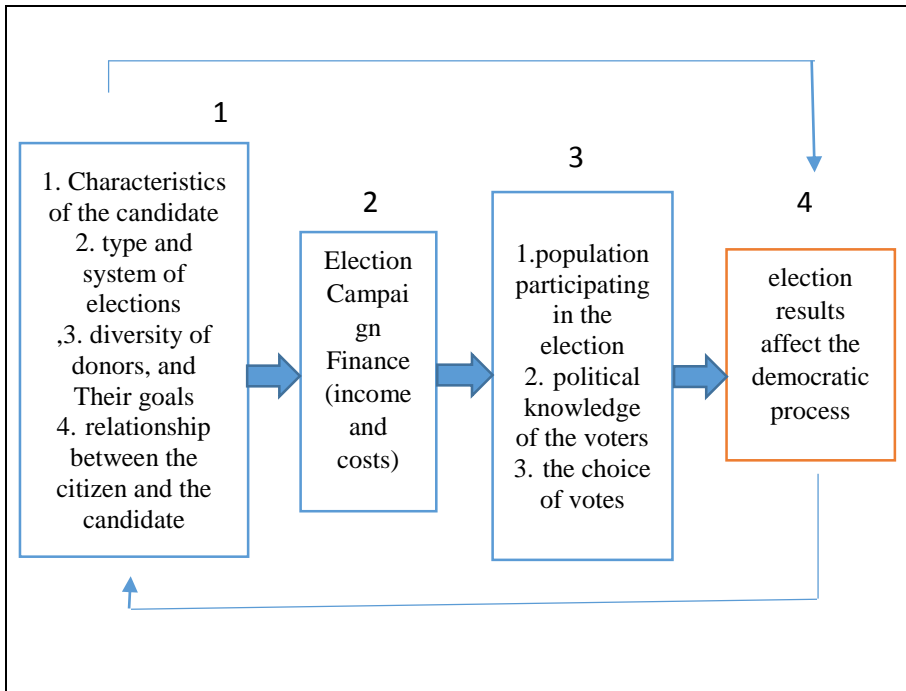 1
1. Characteristics
of the candidate
2. type and
system of
elections
,3. diversity of
donors, and
Their goals
4. relationship
between the
citizen and the
candidate
2
Election
Campai
gn
Finance
(income
and
costs)
3
1.population
participating
in the
election
2. political
knowledge
of the voters
3. the choice
of votes
4
election
results
affect the
democratic
process